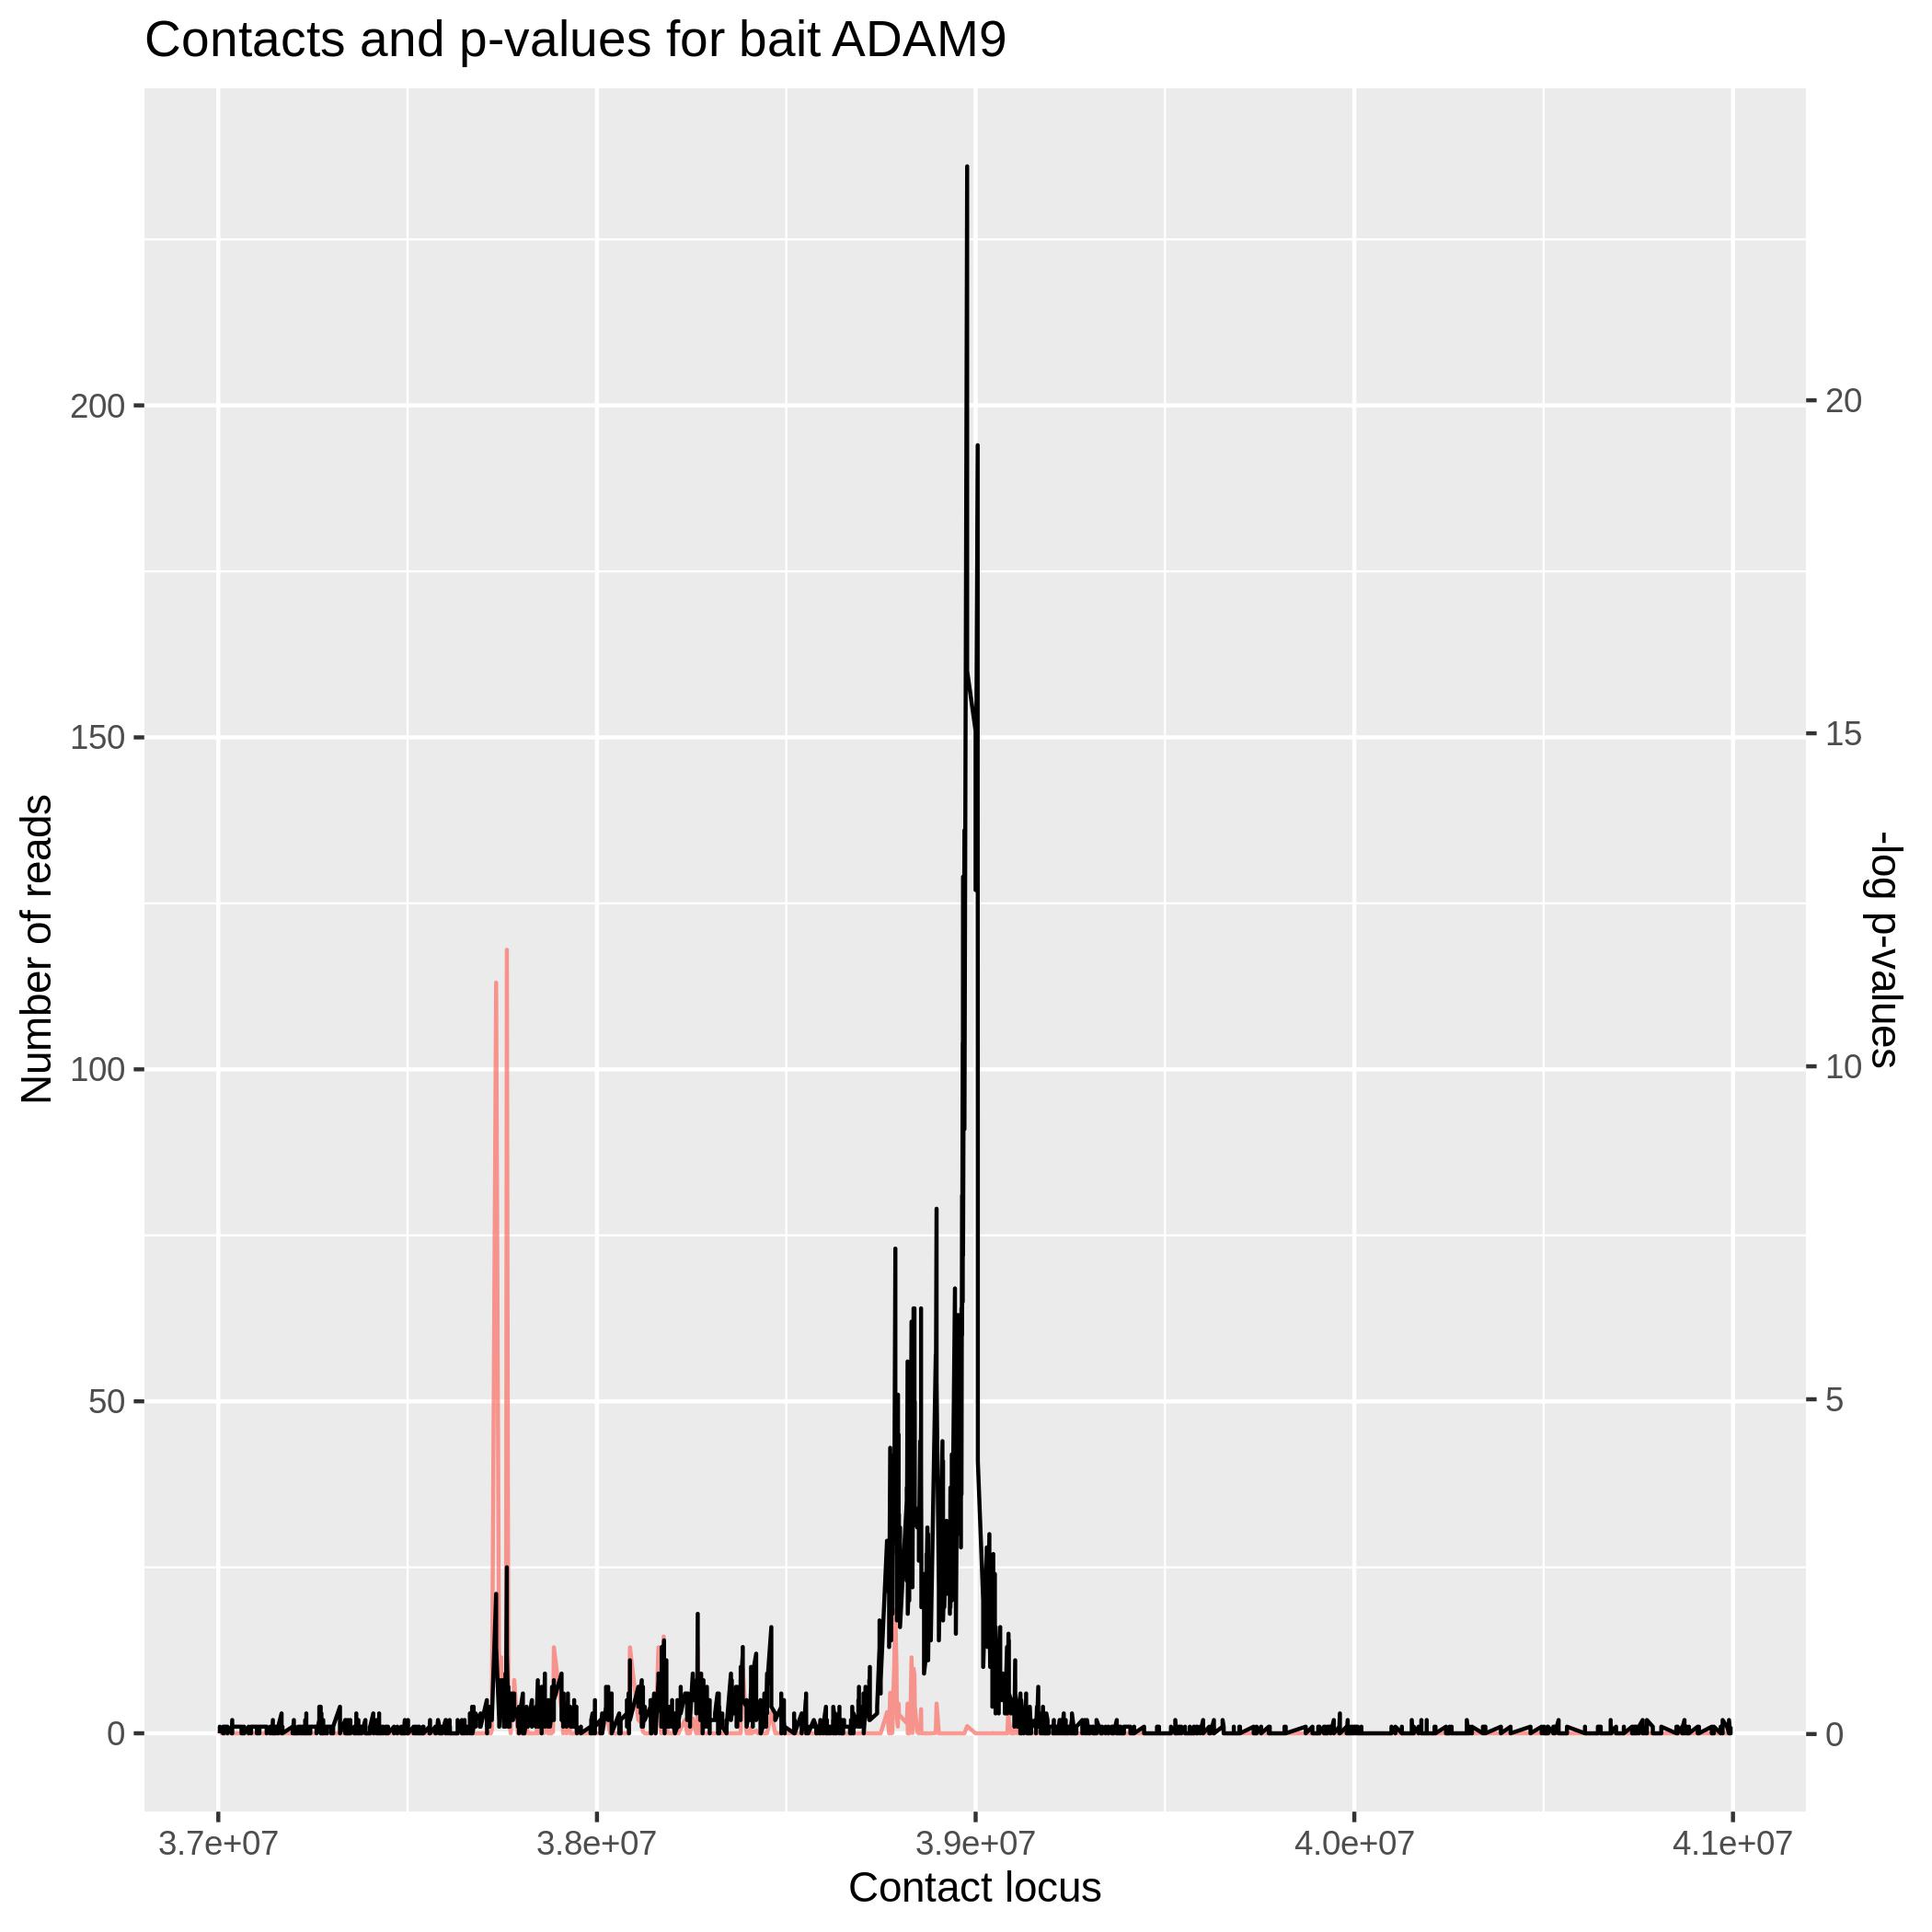 Contacts and p-values for bait ADAM9
Number of reads
200
150
100
50
0
20
15
10
5
0
-log p-values
3.7e+07
3.8e+07
3.9e+07
4.0e+07
4.1e+07
Contact locus